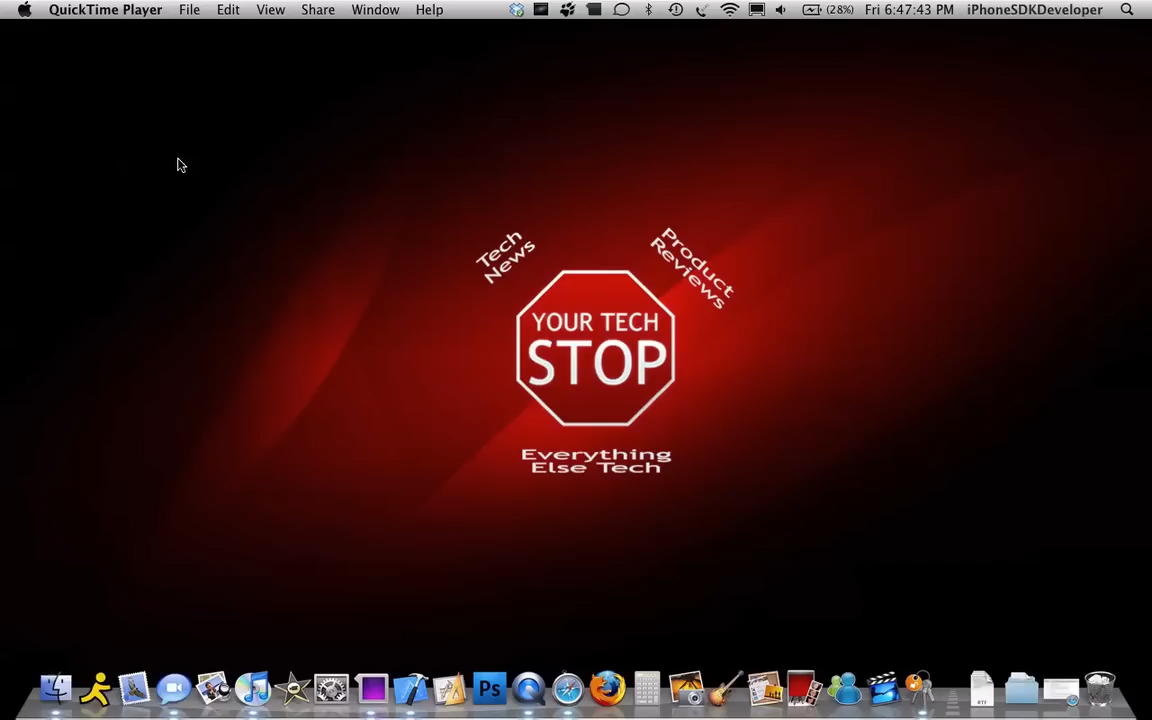 QuickTime Player File Edit View Share Window Help (28%) Fri 6:47:43 PM iPhoneSDKDeveloper
Tech
News
Product
Reviews
YOUR TECH
STOP
Everything
Else Tech
Ps
RTF